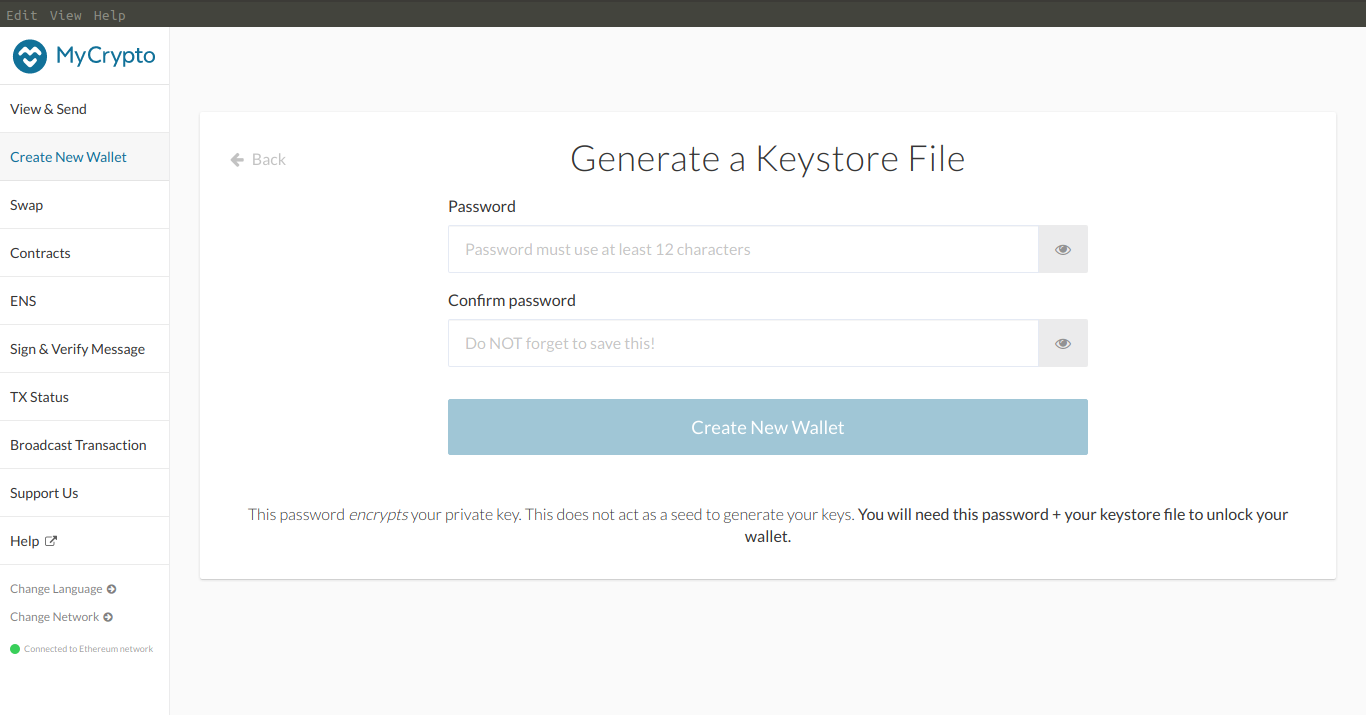 Edit View Help
MyCrypto
View & Send
Create New Wallet
Swap
Contracts
ENS
Sign & Verify Message
TX Status
Broadcast Transaction
Support Us
Help
Change Language
Change Network
Connected to Ethereum network
Back
Generate a Keystore File
Password
Password must use at least 12 characters
Confirm password
Do NOT forget to save this!
Create New Wallet
This password encrypts your private key. This does not act as a seed to generate your keys. You will need this password + your keystore file to unlock your
wallet.